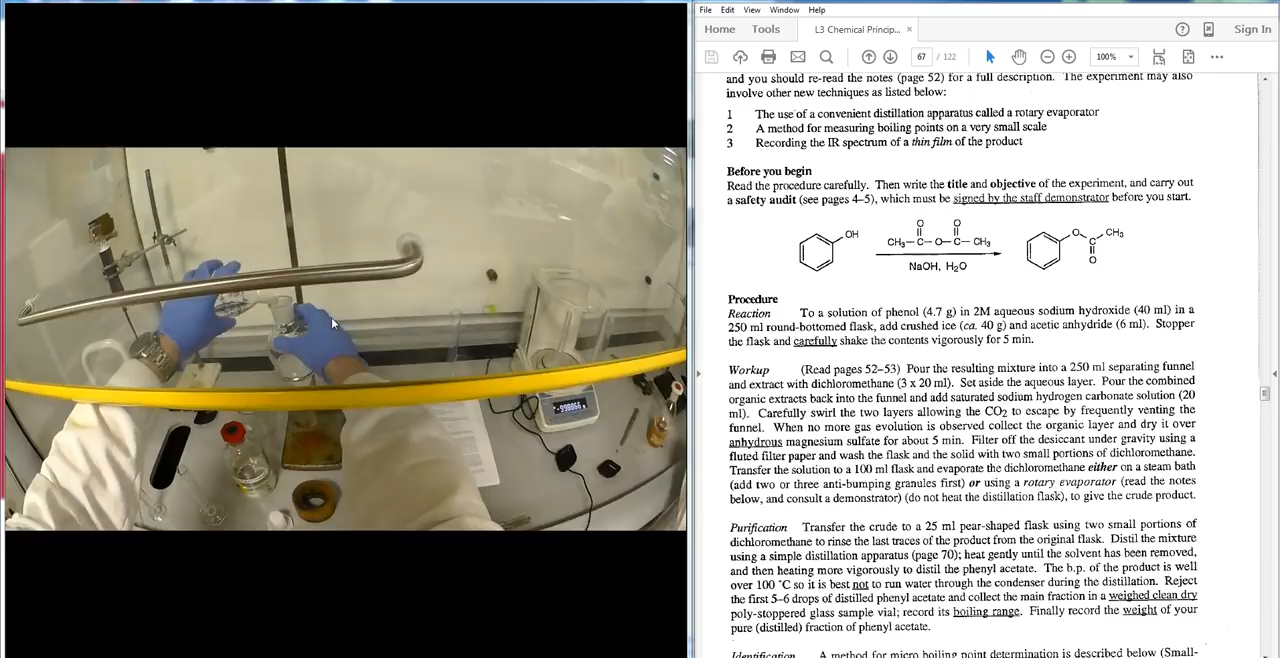 File Edit View Window Help
Home Tools L3 Chemical Princip... × Sign In
67 / 122 100%
and you should re-read the notes (page 52) for a full description. The experiment may also
involve other new techniques as listed below:
1 The use of a convenient distillation apparatus called a rotary evaporator
2 A method for measuring boiling points on a very small scale
3 Recording the IR spectrum of a thin film of the product
Before you begin
Read the procedure carefully. Then write the title and objective of the experiment, and carry out
a safety audit (see pages 4–5), which must be signed by the staff demonstrator before you start.
OH
O O
CH3–C–O–C–CH3
NaOH, H2O
O C CH3
O
Procedure
Reaction To a solution of phenol (4.7 g) in 2M aqueous sodium hydroxide (40 ml) in a
250 ml round-bottomed flask, add crushed ice (ca. 40 g) and acetic anhydride (6 ml). Stopper
the flask and carefully shake the contents vigorously for 5 min.
Workup (Read pages 52–53) Pour the resulting mixture into a 250 ml separating funnel
and extract with dichloromethane (3 x 20 ml). Set aside the aqueous layer. Pour the combined
organic extracts back into the funnel and add saturated sodium hydrogen carbonate solution (20
ml). Carefully swirl the two layers allowing the CO2 to escape by frequently venting the
funnel. When no more gas evolution is observed collect the organic layer and dry it over
anhydrous magnesium sulfate for about 5 min. Filter off the desiccant under gravity using a
fluted filter paper and wash the flask and the solid with two small portions of dichloromethane.
Transfer the solution to a 100 ml flask and evaporate the dichloromethane either on a steam bath
(add two or three anti-bumping granules first) or using a rotary evaporator (read the notes
below, and consult a demonstrator) (do not heat the distillation flask), to give the crude product.
Purification Transfer the crude to a 25 ml pear-shaped flask using two small portions of
dichloromethane to rinse the last traces of the product from the original flask. Distil the mixture
using a simple distillation apparatus (page 70); heat gently until the solvent has been removed,
and then heating more vigorously to distil the phenyl acetate. The b.p. of the product is well
over 100 °C so it is best not to run water through the condenser during the distillation. Reject
the first 5–6 drops of distilled phenyl acetate and collect the main fraction in a weighed clean dry
poly-stoppered glass sample vial; record its boiling range. Finally record the weight of your
pure (distilled) fraction of phenyl acetate.
Identification A method for micro boiling point determination is described below (Small-